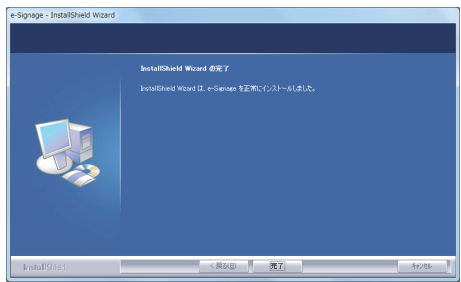 e-Signage - InstallShield Wizard
InstallShield Wizard の完了
InstallShield Wizard は、e-Signage を正常にインストールしました。
InstallShield
< 戻る(B)
完了
キャンセル